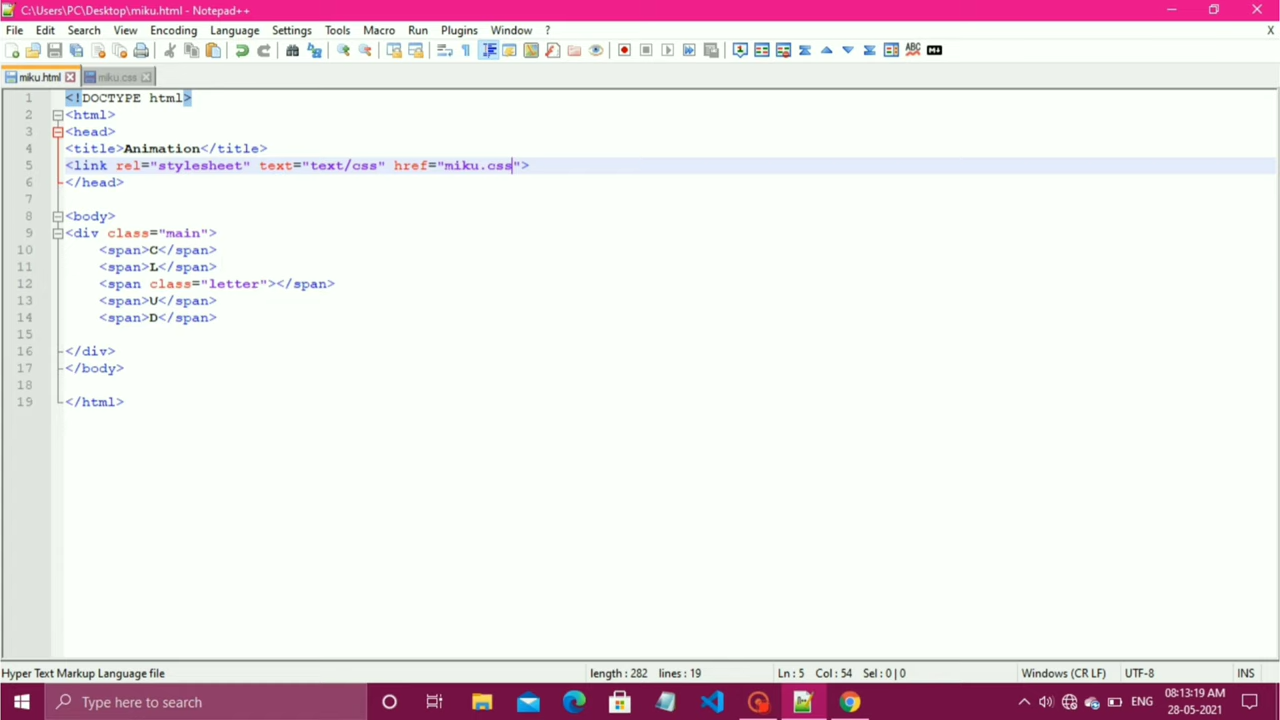 C:\Users\PC\Desktop\miku.html - Notepad++
File Edit Search View Encoding Language Settings Tools Macro Run Plugins Window ? X
miku.html miku.css
1 <!DOCTYPE html>
2 <html>
3 <head>
4 <title>Animation</title>
5 <link rel="stylesheet" text="text/css" href="miku.css">
6 </head>
7
8 <body>
9 <div class="main">
10 <span>C</span>
11 <span>L</span>
12 <span class="letter"></span>
13 <span>U</span>
14 <span>D</span>
15
16 </div>
17 </body>
18
19 </html>
Hyper Text Markup Language file length : 282 lines : 19 Ln : 5 Col : 54 Sel : 0 | 0 Windows (CR LF) UTF-8 INS
Type here to search ENG 08:13:19 AM
28-05-2021